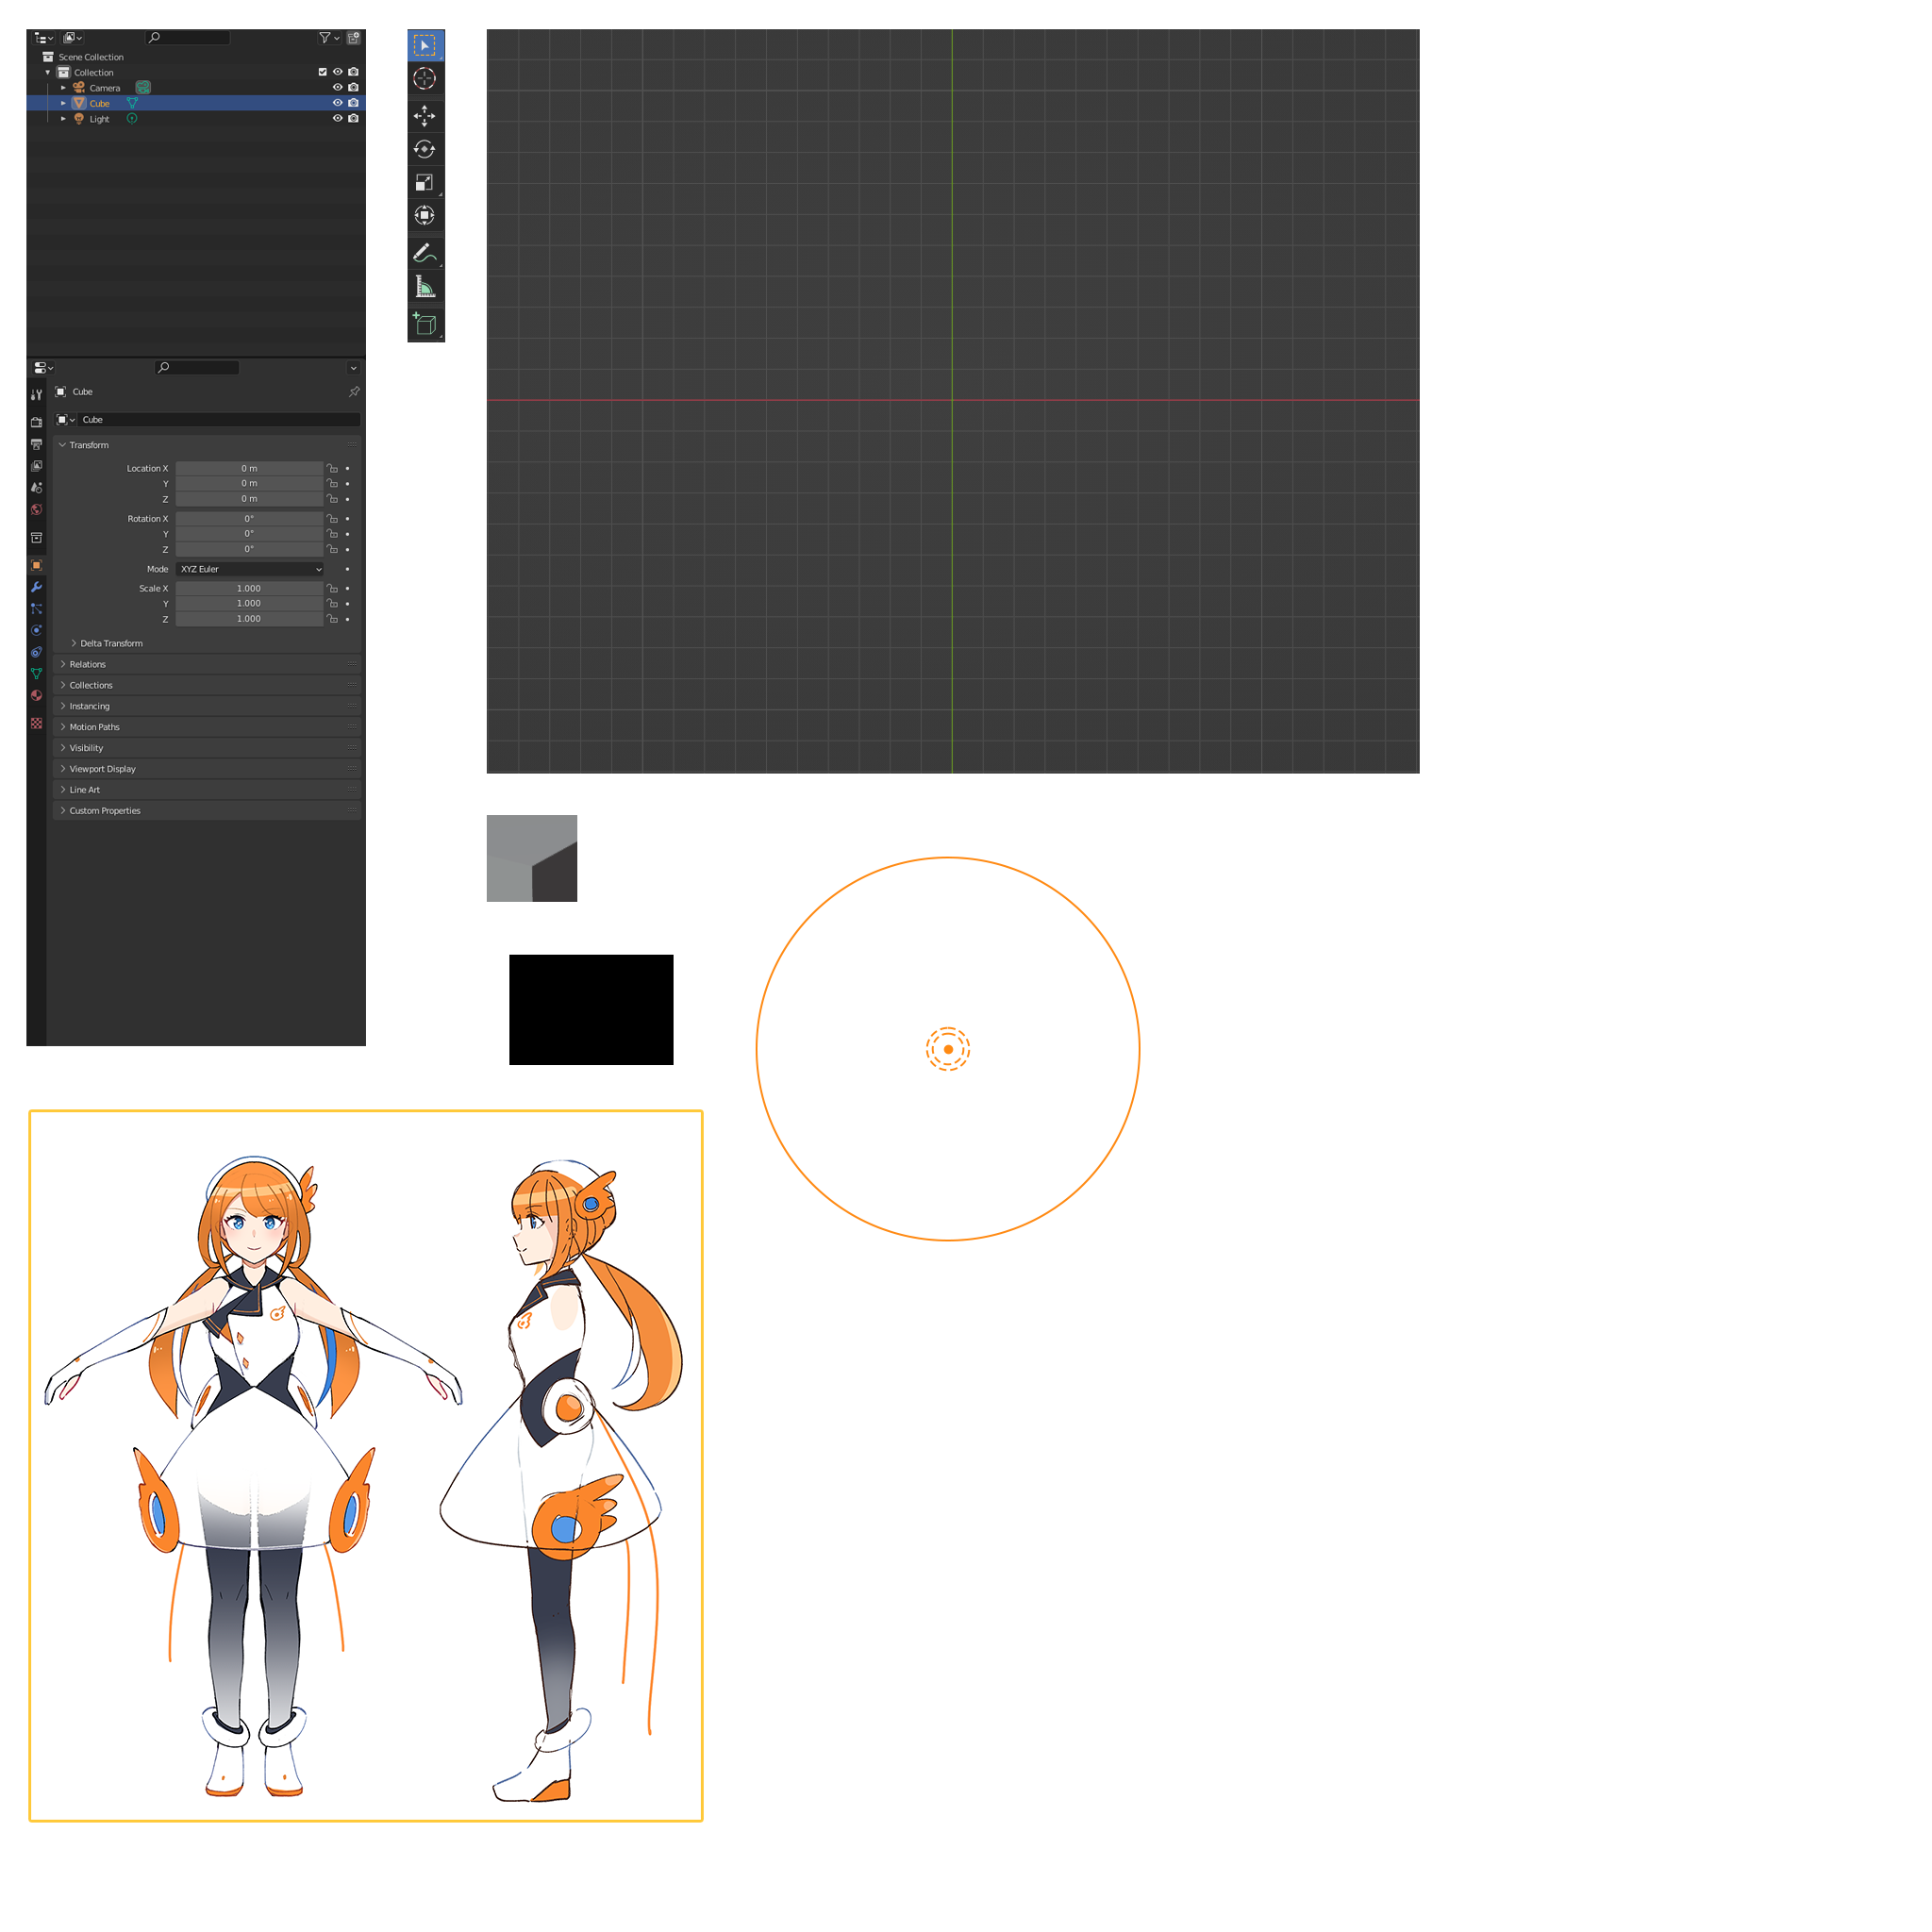 Scene Collection
Collection
Camera
Cube
Light
Cube
Cube
Transform
Location X 0 m
Y 0 m
Z 0 m
Rotation X 0°
Y 0°
Z 0°
Mode XYZ Euler
Scale X 1.000
Y 1.000
Z 1.000
Delta Transform
Relations
Collections
Instancing
Motion Paths
Visibility
Viewport Display
Line Art
Custom Properties